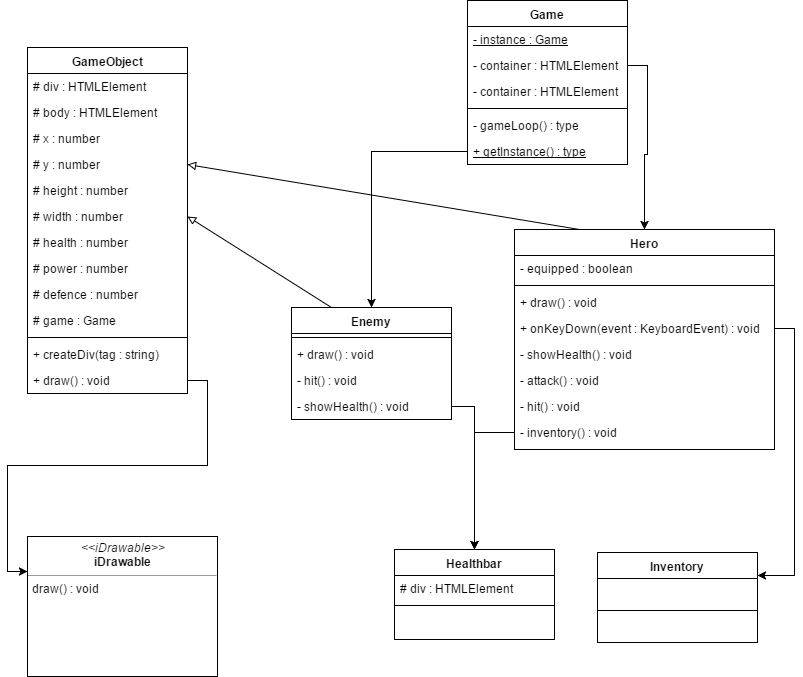 Game
- instance : Game
- container : HTMLElement
- container : HTMLElement
- gameLoop() : type
+ getInstance() : type
GameObject
# div : HTMLElement
# body : HTMLElement
# x : number
# y : number
# height : number
# width : number
# health : number
# power : number
# defence : number
# game : Game
+ createDiv(tag : string)
+ draw() : void
Hero
- equipped : boolean
+ draw() : void
+ onKeyDown(event : KeyboardEvent) : void
- showHealth() : void
- attack() : void
- hit() : void
- inventory() : void
Enemy
+ draw() : void
- hit() : void
- showHealth() : void
<<iDrawable>>
iDrawable
draw() : void
Healthbar
# div : HTMLElement
Inventory